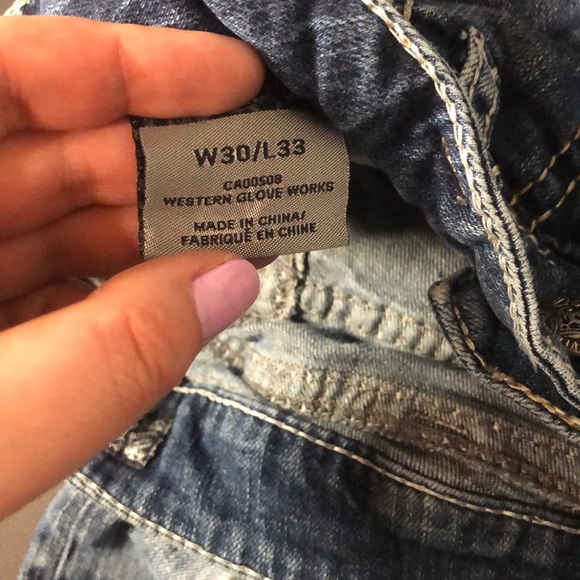 W30/L33
CA00508
WESTERN GLOVE WORKS
MADE IN CHINA/
FABRIQUÉ EN CHINE